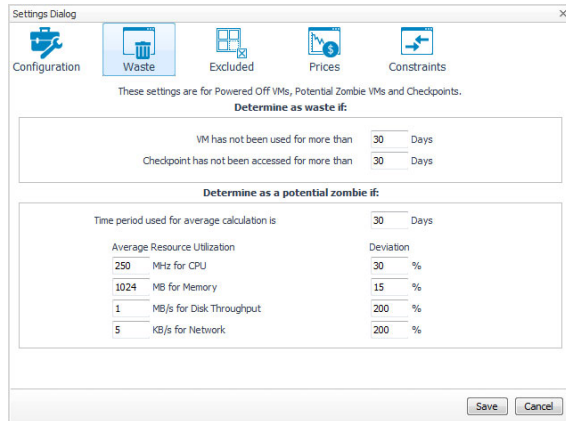 Settings Dialog
Configuration Waste Excluded Prices Constraints
These settings are for Powered Off VMs, Potential Zombie VMs and Checkpoints.
Determine as waste if:
VM has not been used for more than 30 Days
Checkpoint has not been accessed for more than 30 Days
Determine as a potential zombie if:
Time period used for average calculation is 30 Days
Average Resource Utilization Deviation
250 MHz for CPU 30 %
1024 MB for Memory 15 %
1 MB/s for Disk Throughput 200 %
5 KB/s for Network 200 %
Save Cancel